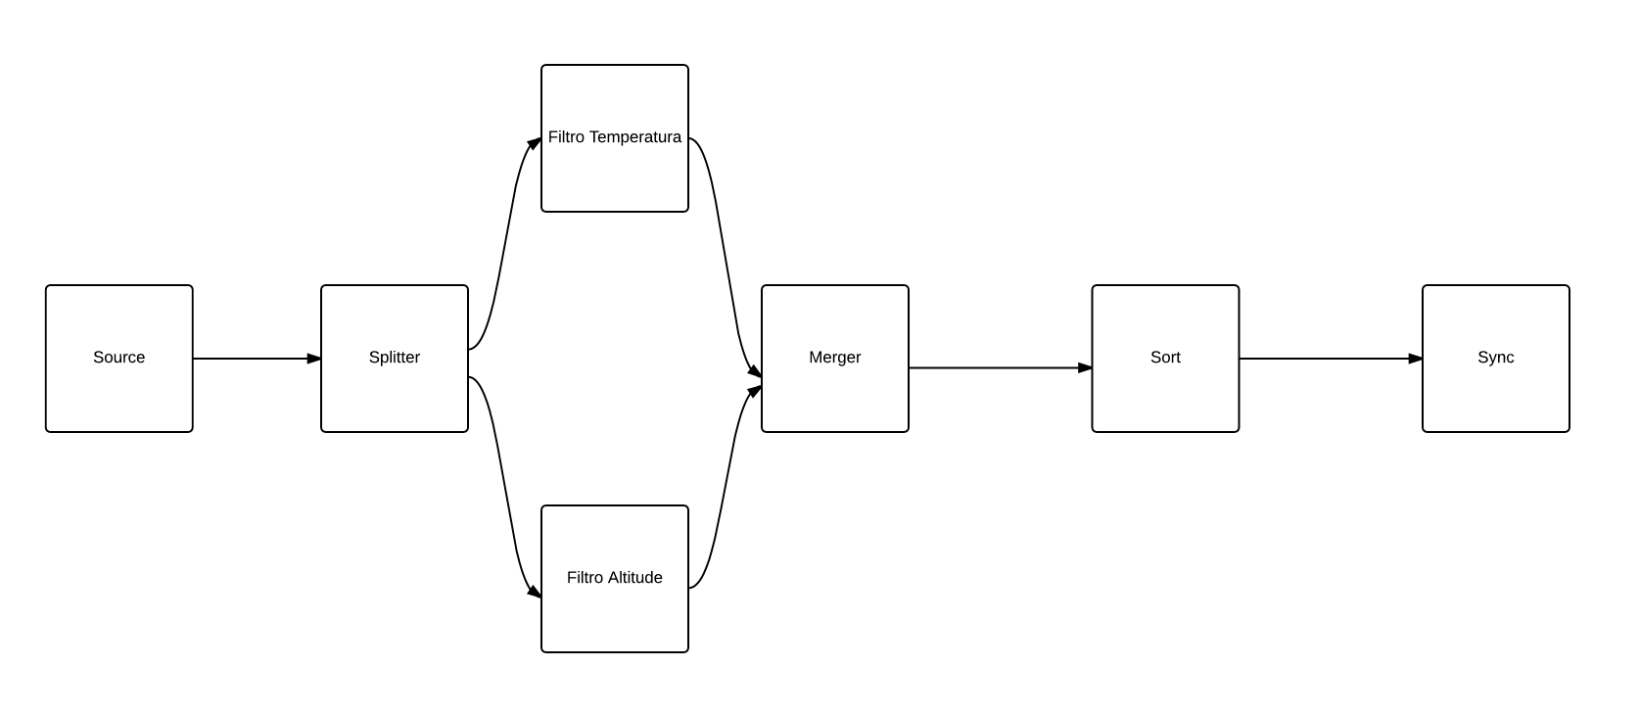 Source
Splitter
Filtro Temperatura
Filtro Altitude
Merger
Sort
Sync